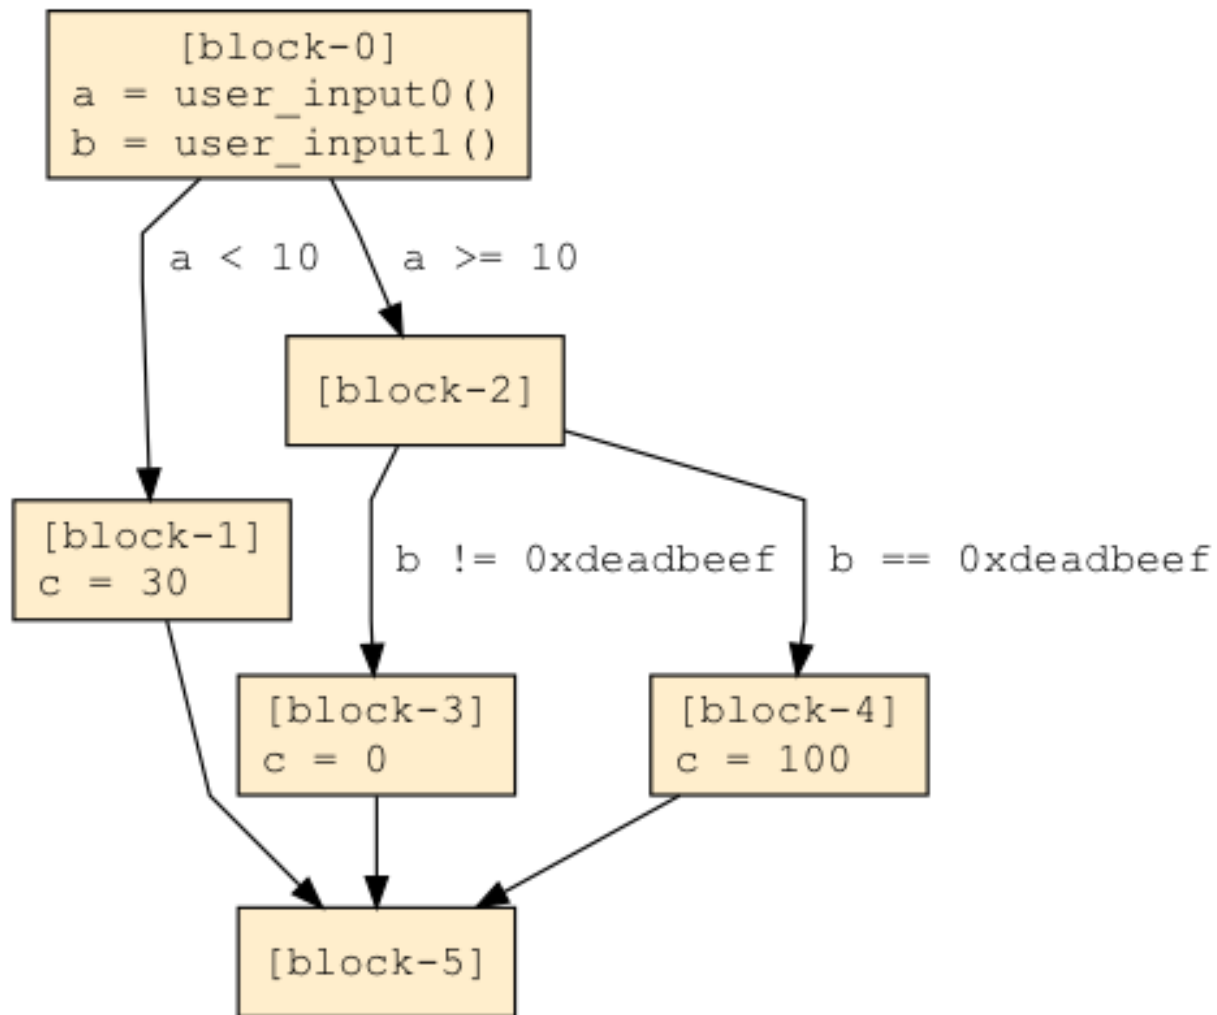 [block-0]
a = user_input0()
b = user_input1()
a < 10
a >= 10
[block-2]
[block-1]
c = 30
b != 0xdeadbeef
b == 0xdeadbeef
[block-3]
c = 0
[block-4]
c = 100
[block-5]